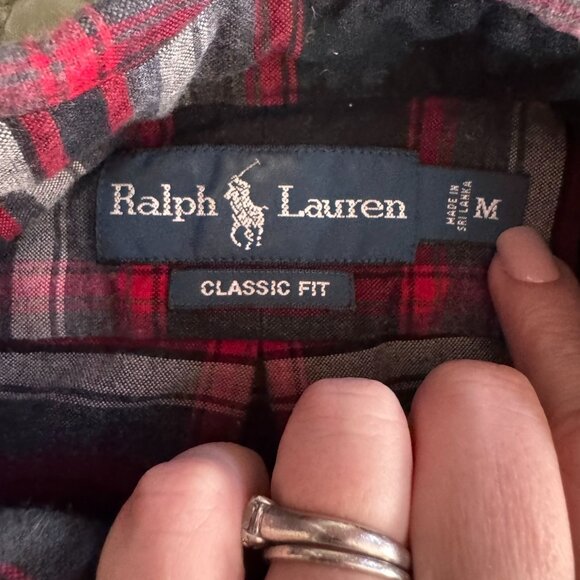 Ralph Lauren
MADE IN
SRI LANKA
M
CLASSIC FIT